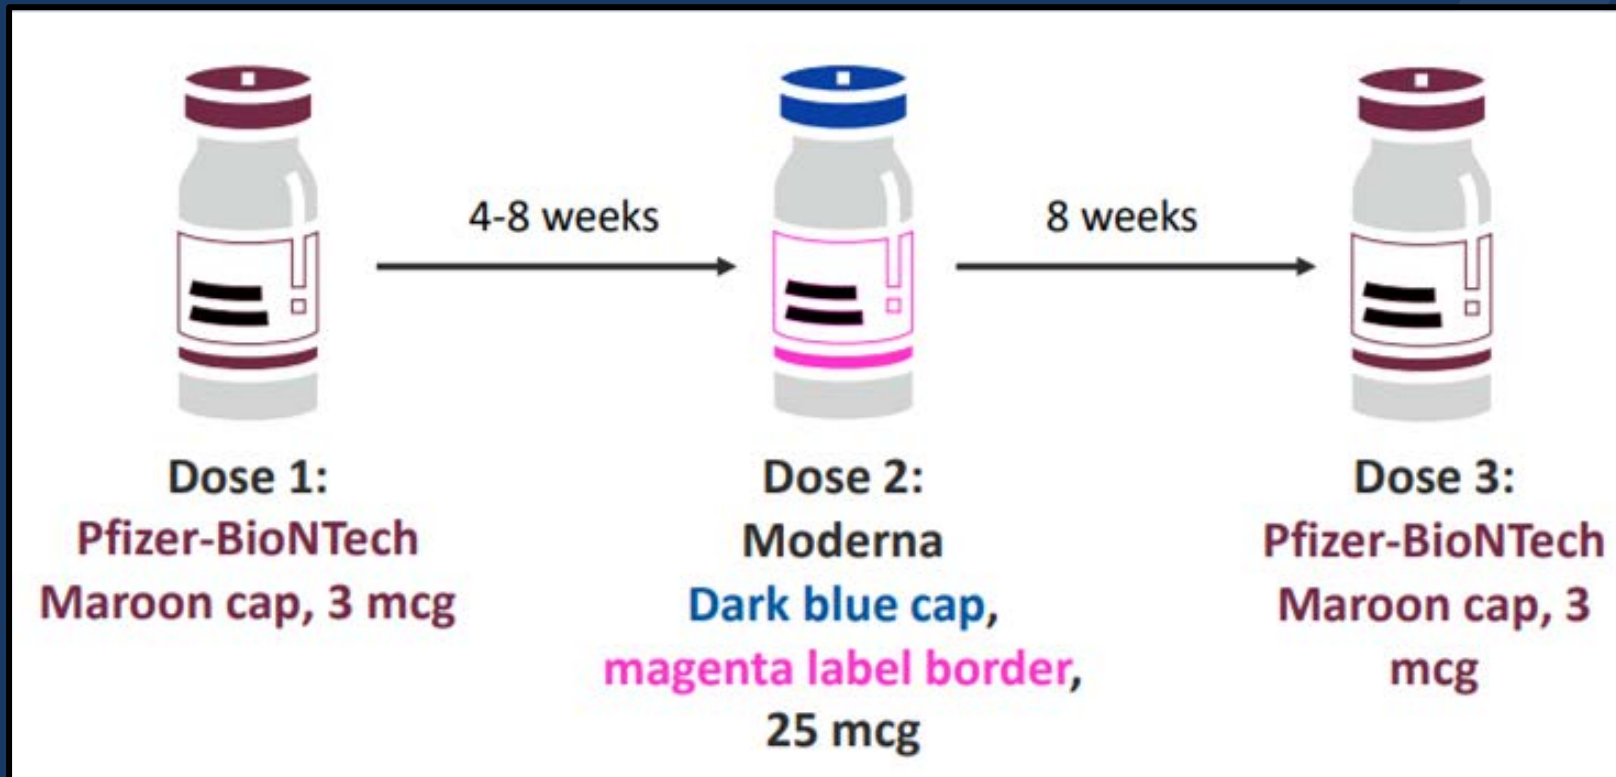 4-8 weeks
8 weeks
Dose 1:
Pfizer-BioNTech
Maroon cap, 3 mcg
Dose 2:
Moderna
Dark blue cap,
magenta label border,
25 mcg
Dose 3:
Pfizer-BioNTech
Maroon cap, 3
mcg